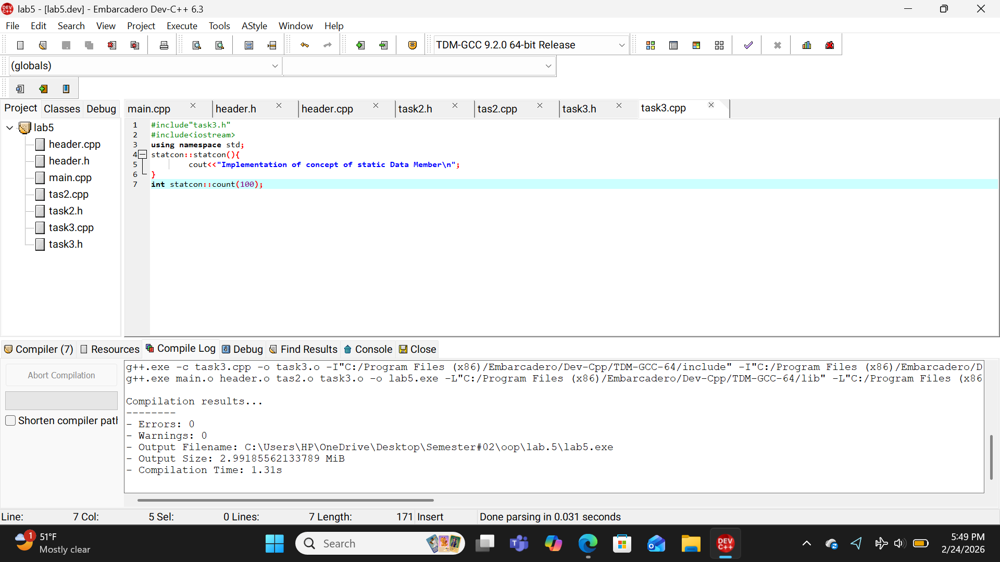 lab5 - [lab5.dev] - Embarcadero Dev-C++ 6.3
File Edit Search View Project Execute Tools AStyle Window Help
TDM-GCC 9.2.0 64-bit Release
(globals)
Project Classes Debug
main.cpp header.h header.cpp task2.h tas2.cpp task3.h task3.cpp
lab5
header.cpp
header.h
main.cpp
tas2.cpp
task2.h
task3.cpp
task3.h
1 #include"task3.h"
2 #include<iostream>
3 using namespace std;
4 statcon::statcon(){
5 cout<<"Implementation of concept of static Data Member\n";
6 }
7 int statcon::count(100);
Compiler (7) Resources Compile Log Debug Find Results Console Close
Abort Compilation
Shorten compiler path
g++.exe -c task3.cpp -o task3.o -I"C:/Program Files (x86)/Embarcadero/Dev-Cpp/TDM-GCC-64/include" -I"C:/Program Files (x86)/Embarcadero/D
g++.exe main.o header.o tas2.o task3.o -o lab5.exe -L"C:/Program Files (x86)/Embarcadero/Dev-Cpp/TDM-GCC-64/lib" -L"C:/Program Files (x86
Compilation results...
--------
- Errors: 0
- Warnings: 0
- Output Filename: C:\Users\HP\OneDrive\Desktop\Semester#02\oop\lab.5\lab5.exe
- Output Size: 2.99185562133789 MiB
- Compilation Time: 1.31s
Line: 7 Col: 5 Sel: 0 Lines: 7 Length: 171 Insert Done parsing in 0.031 seconds
1
51°F
Mostly clear
Search
DEV C++
5:49 PM
2/24/2026